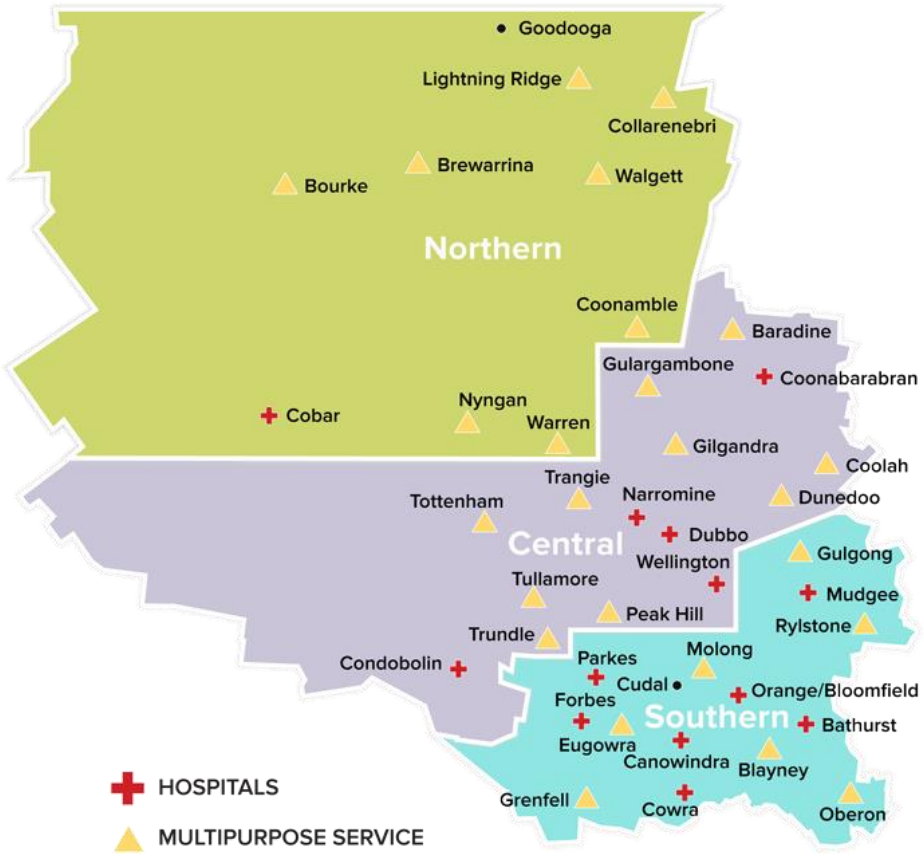 Goodooga
Lightning Ridge
Collarenebri
Brewarrina
Walgett
Bourke
Northern
Coonamble
Baradine
Gulargambone
Coonabarabran
Nyngan
Cobar
Warren
Gilgandra
Coolah
Trangie
Dunedoo
Tottenham
Narromine
Dubbo
Central
Gulgong
Wellington
Tullamore
Mudgee
Peak Hill
Rylstone
Trundle
Molong
Condobolin
Parkes
Cudal
Orange/Bloomfield
Forbes
Southern
Bathurst
Eugowra
Canowindra
Blayney
HOSPITALS
Grenfell
Cowra
Oberon
MULTIPURPOSE SERVICE